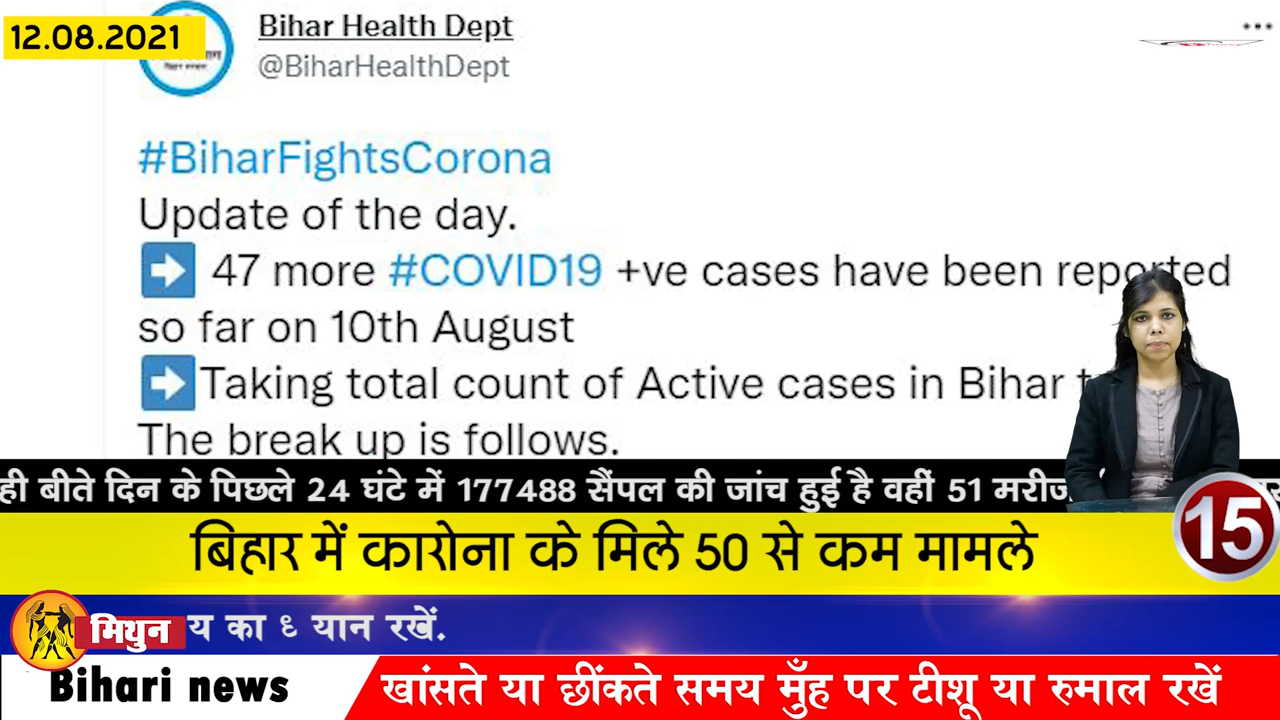 12.08.2021
Bihar Health Dept
@BiharHealthDept
#BiharFightsCorona
Update of the day.
➡ 47 more #COVID19 +ve cases have been reported
so far on 10th August
➡Taking total count of Active cases in Bihar
The break up is follows.
ही बीते दिन के पिछले 24 घंटे में 177488 सैंपल की जांच हुई है वहीं 51 मरीज
बिहार में कारोना के मिले 50 से कम मामले
15
मिथुन
य का ध यान रखें.
Bihari news
खांसते या छींकते समय मुँह पर टीशू या रुमाल रखें